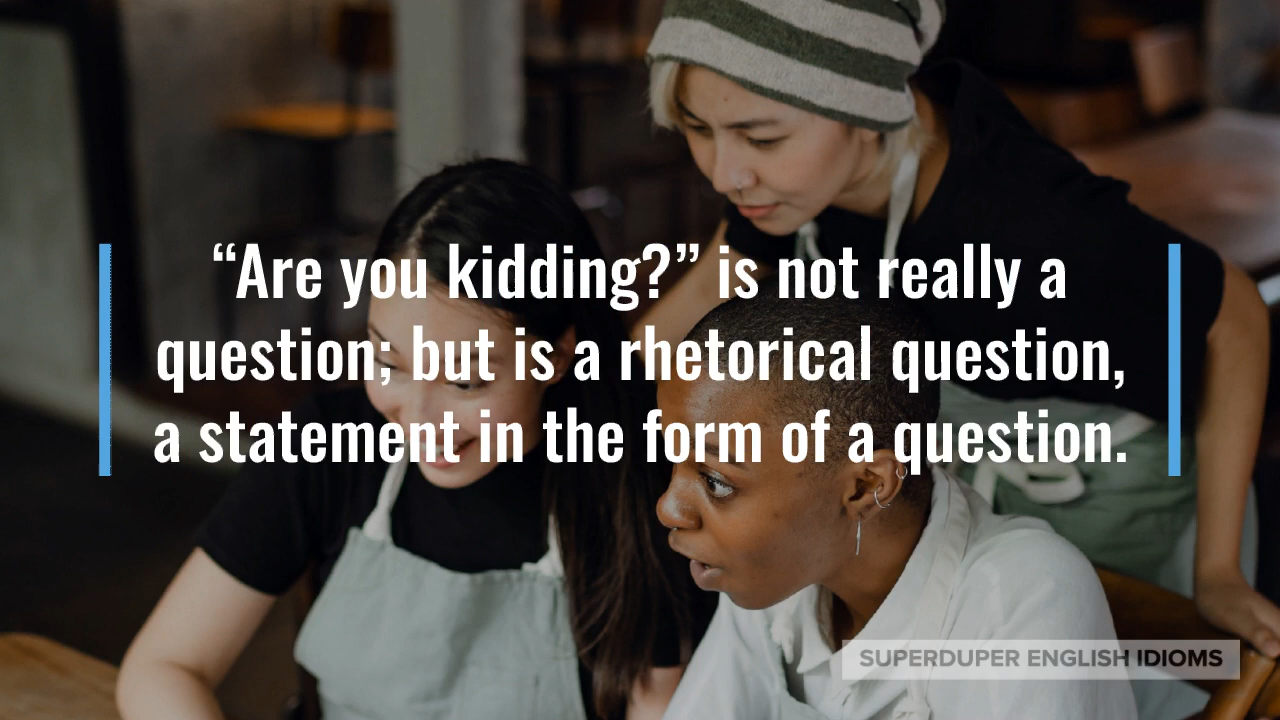 “Are you kidding?” is not really a
question; but is a rhetorical question,
a statement in the form of a question.
SUPERDUPER ENGLISH IDIOMS